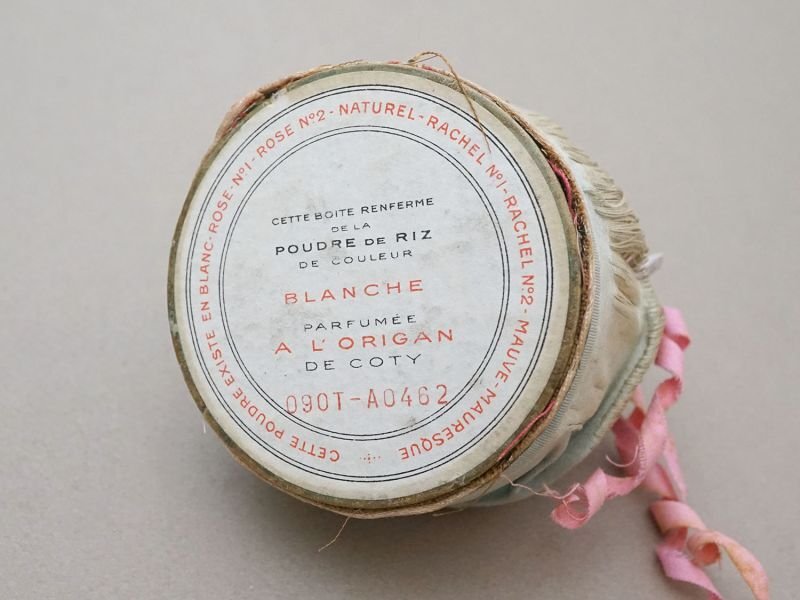 CETTE POUDRE EXISTE EN BLANC-ROSE-Nº1-ROSE Nº2-NATUREL-RACHEL Nº1-RACHEL Nº2-MAUVE-MAURESQUE
CETTE BOITE RENFERME
DE LA
POUDRE DE RIZ
DE COULEUR
BLANCHE
PARFUMÉE
A L'ORIGAN
DE COTY
090T-A0462